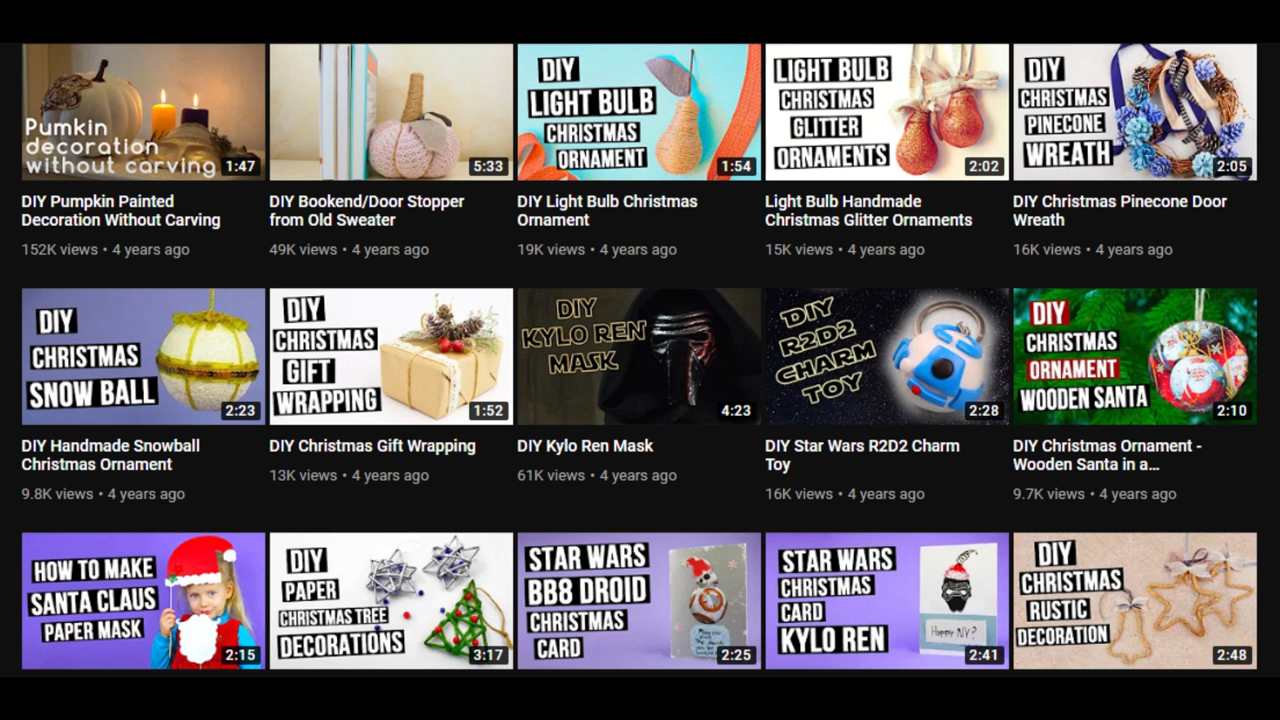 Pumkin
decoration
without carving
1:47
5:33
DIY
LIGHT BULB
CHRISTMAS
ORNAMENT
1:54
LIGHT BULB
CHRISTMAS
GLITTER
ORNAMENTS
2:02
DIY
CHRISTMAS
PINECONE
WREATH
2:05
DIY Pumpkin Painted
Decoration Without Carving
152K views • 4 years ago
DIY Bookend/Door Stopper
from Old Sweater
49K views • 4 years ago
DIY Light Bulb Christmas
Ornament
19K views • 4 years ago
Light Bulb Handmade
Christmas Glitter Ornaments
15K views • 4 years ago
DIY Christmas Pinecone Door
Wreath
16K views • 4 years ago
DIY
CHRISTMAS
SNOW BALL
2:23
DIY
CHRISTMAS
GIFT
WRAPPING
1:52
DIY
KYLO REN
MASK
4:23
DIY
R2D2
CHARM
TOY
2:28
DIY
CHRISTMAS
ORNAMENT
WOODEN SANTA
2:10
DIY Handmade Snowball
Christmas Ornament
9.8K views • 4 years ago
DIY Christmas Gift Wrapping
13K views • 4 years ago
DIY Kylo Ren Mask
61K views • 4 years ago
DIY Star Wars R2D2 Charm
Toy
16K views • 4 years ago
DIY Christmas Ornament -
Wooden Santa in a...
9.7K views • 4 years ago
HOW TO MAKE
SANTA CLAUS
PAPER MASK
2:15
DIY
PAPER
CHRISTMAS TREE
DECORATIONS
3:17
STAR WARS
BB8 DROID
CHRISTMAS
CARD
2:25
STAR WARS
CHRISTMAS
CARD
KYLO REN
Happy NY?
2:41
DIY
CHRISTMAS
RUSTIC
DECORATION
2:48